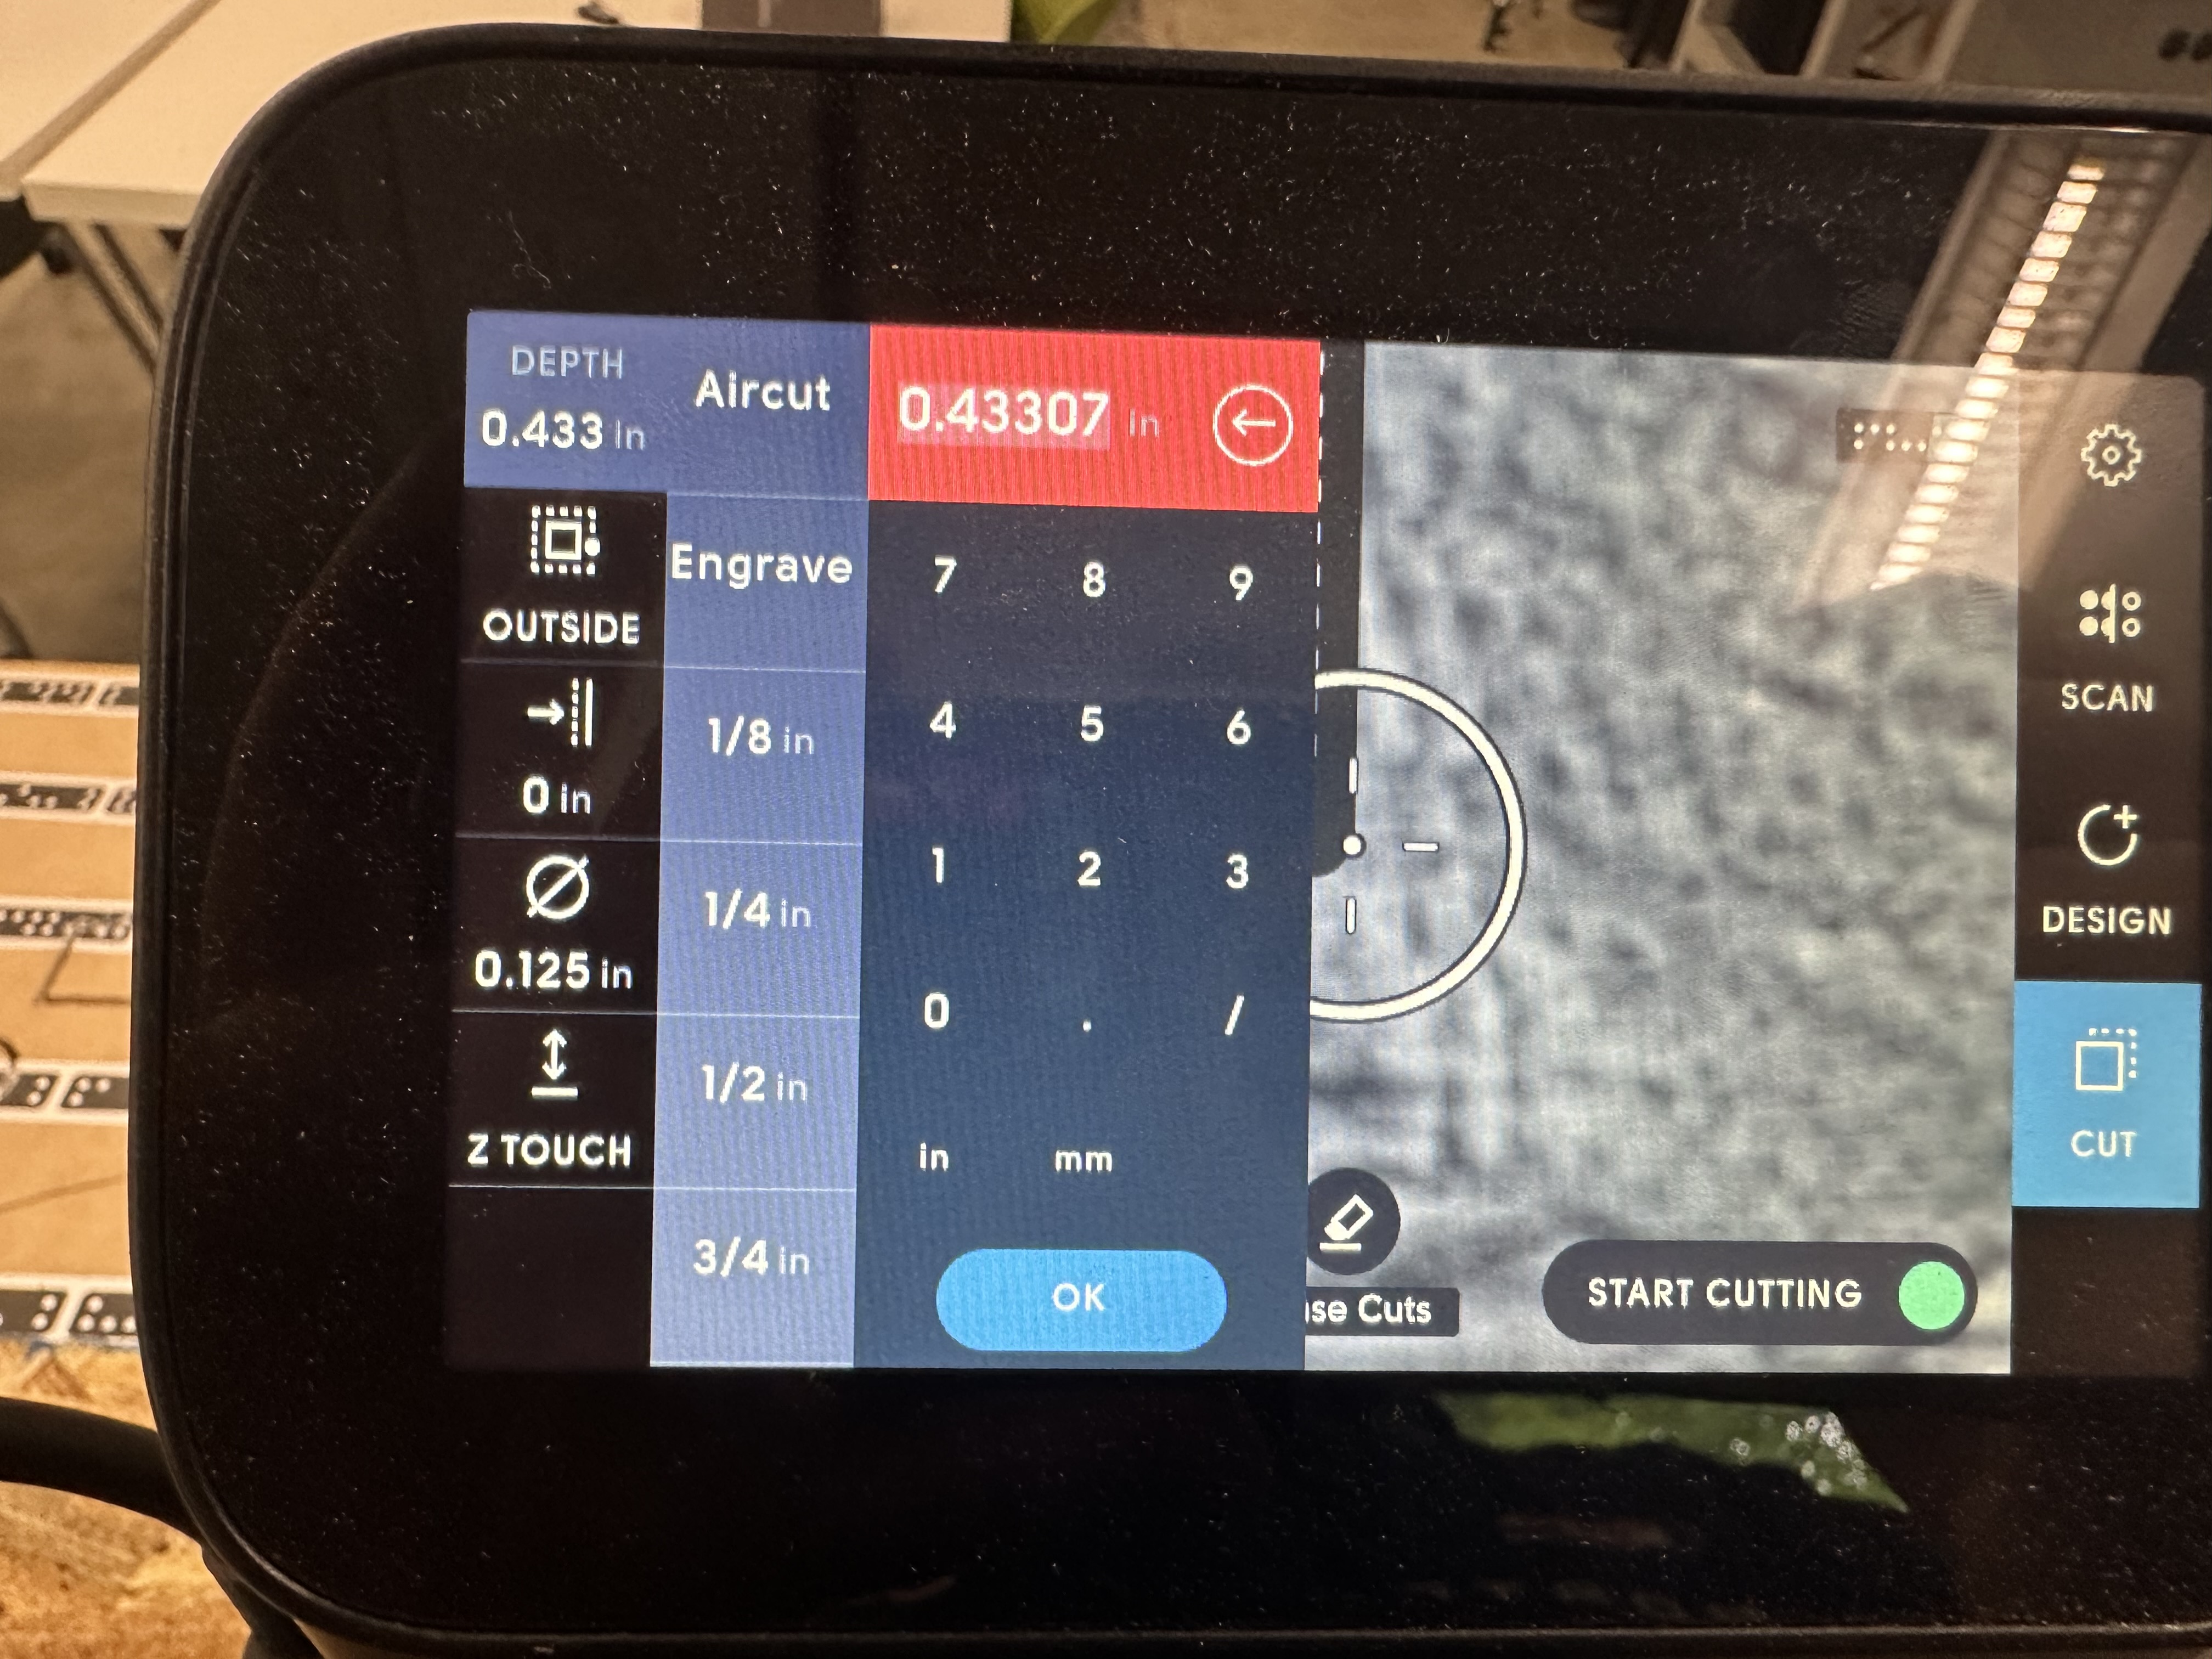 DEPTH
0.433 in
Aircut
0.43307 in
OUTSIDE
Engrave
7 8 9
0 in
1/8 in
4 5 6
SCAN
0.125 in
1/4 in
1 2 3
DESIGN
Z TOUCH
1/2 in
0 . /
in mm
CUT
3/4 in
OK
se Cuts
START CUTTING